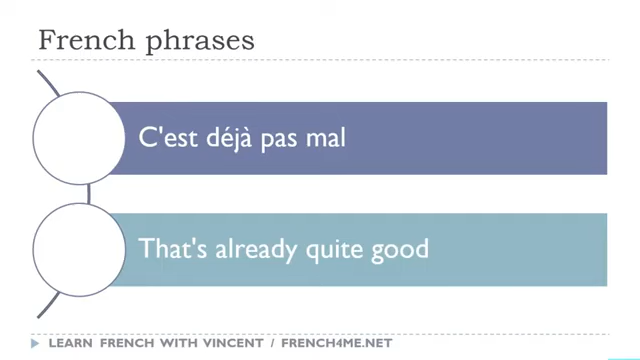 French phrases
C'est déjà pas mal
That's already quite good
LEARN FRENCH WITH VINCENT / FRENCH4ME.NET